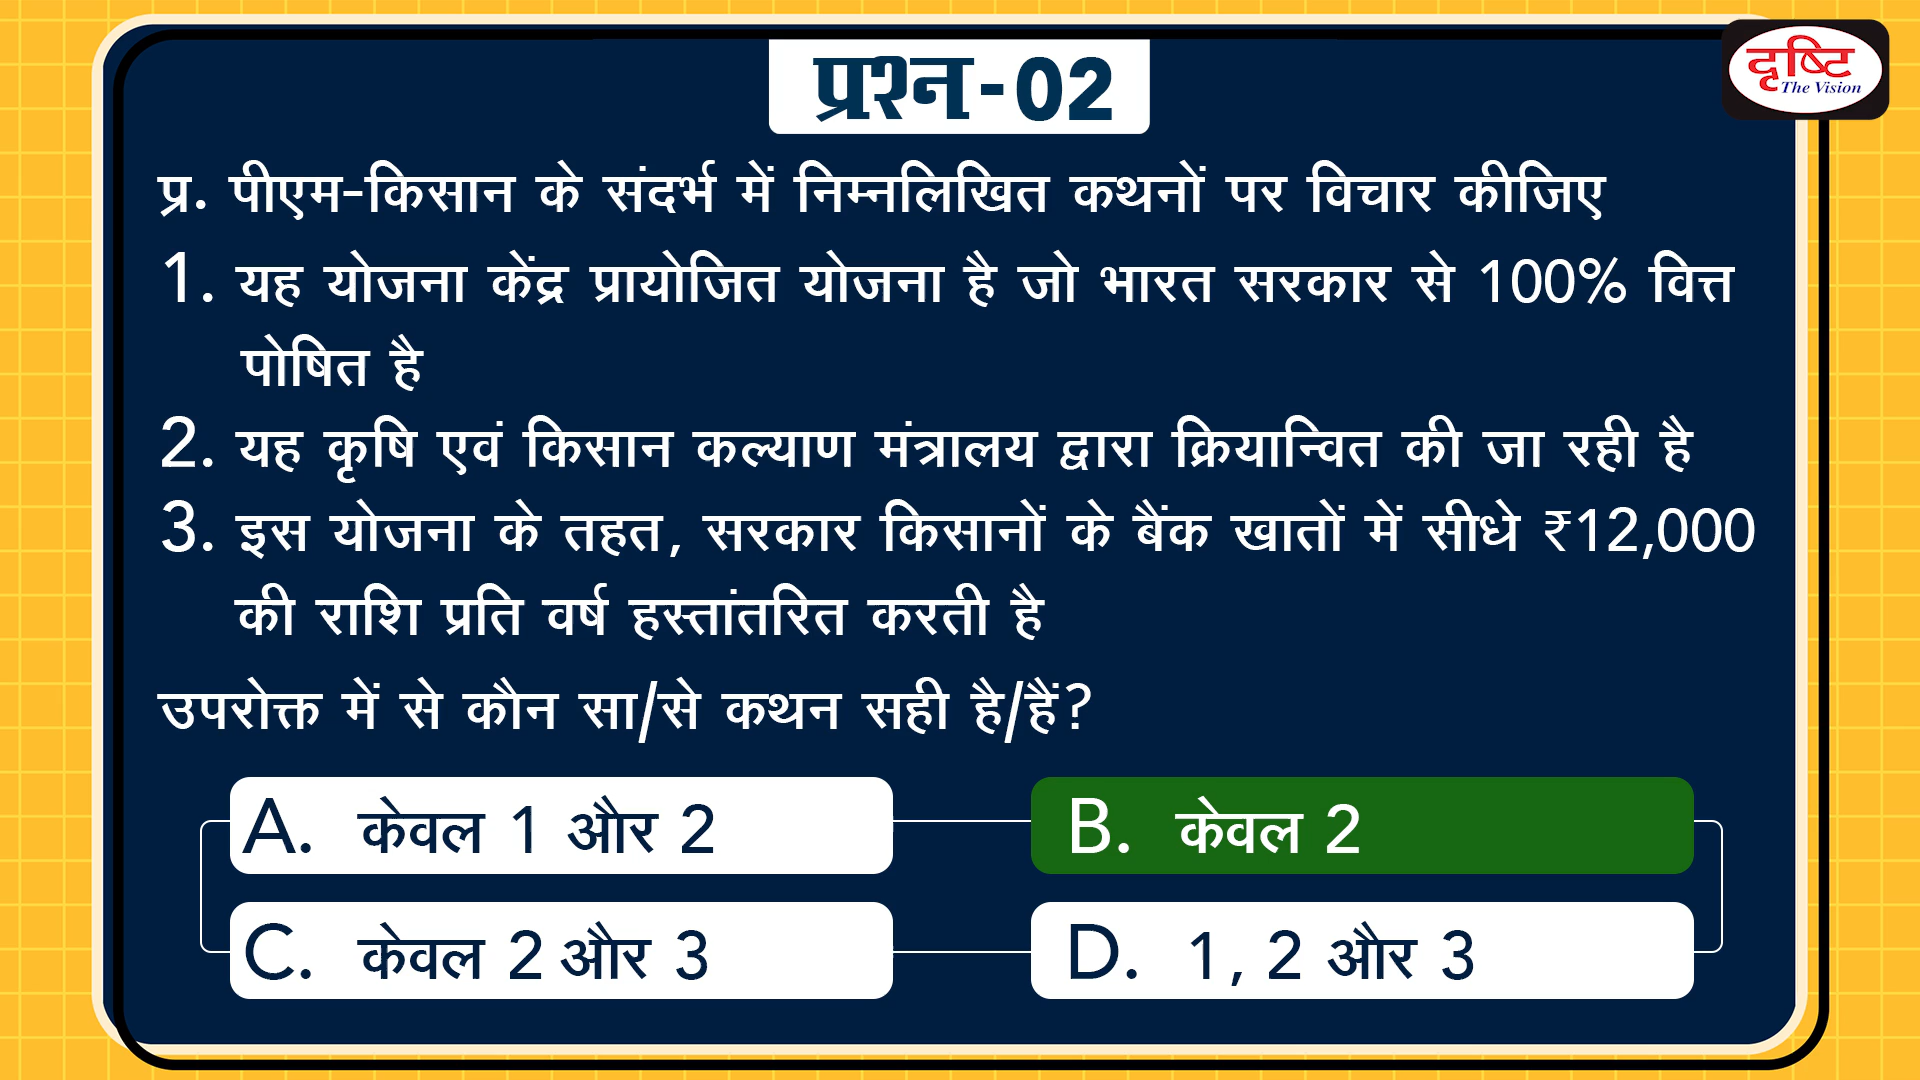 प्रश्न-02
दृष्टि
The Vision
प्र. पीएम-किसान के संदर्भ में निम्नलिखित कथनों पर विचार कीजिए
1. यह योजना केंद्र प्रायोजित योजना है जो भारत सरकार से 100% वित्त
पोषित है
2. यह कृषि एवं किसान कल्याण मंत्रालय द्वारा क्रियान्वित की जा रही है
3. इस योजना के तहत, सरकार किसानों के बैंक खातों में सीधे ₹12,000
की राशि प्रति वर्ष हस्तांतरित करती है
उपरोक्त में से कौन सा/से कथन सही है/हैं?
A. केवल 1 और 2
B. केवल 2
C. केवल 2 और 3
D. 1, 2 और 3